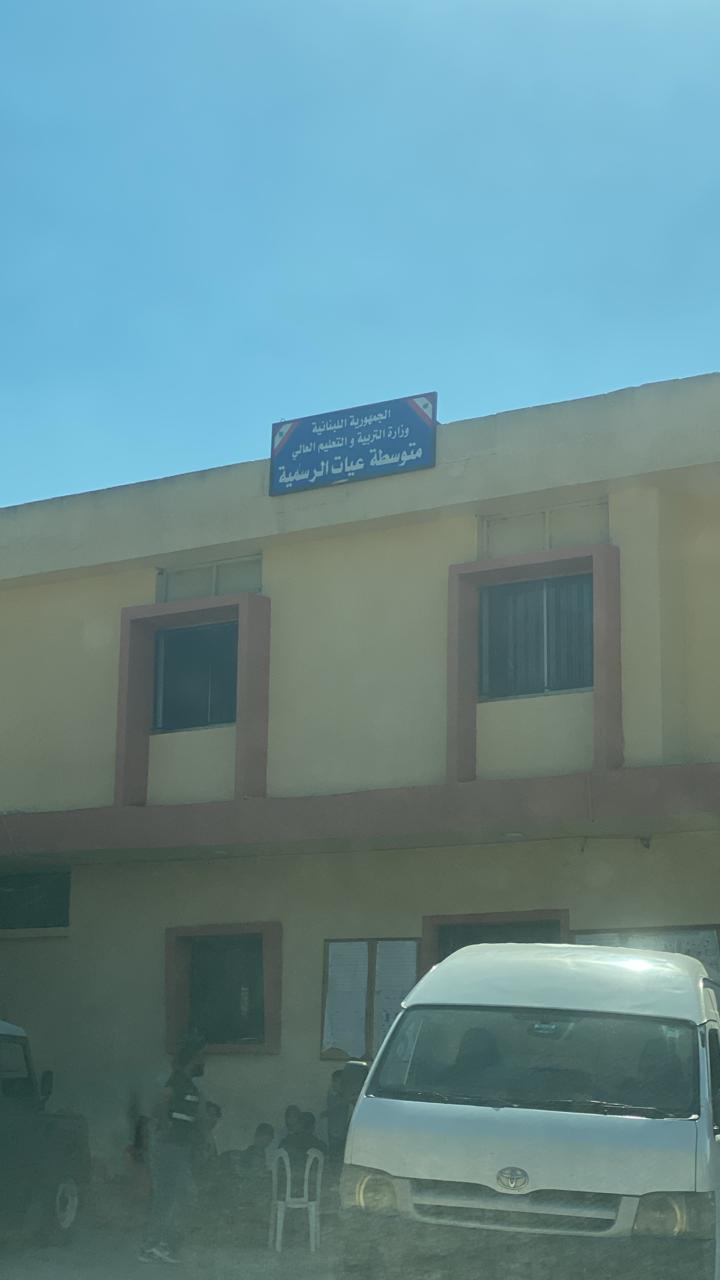 الجمهورية اللبنانية
وزارة التربية و التعليم العالي
متوسطة عيات الرسمية